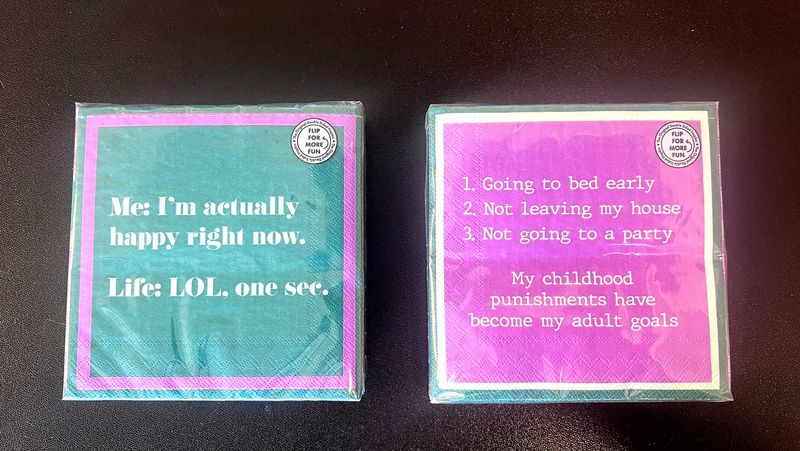 Me: I'm actually
happy right now.
Life: LOL, one sec.
FLIP
FOR
MORE
FUN
1. Going to bed early
2. Not leaving my house
3. Not going to a party
My childhood
punishments have
become my adult goals
FLIP
FOR
MORE
FUN